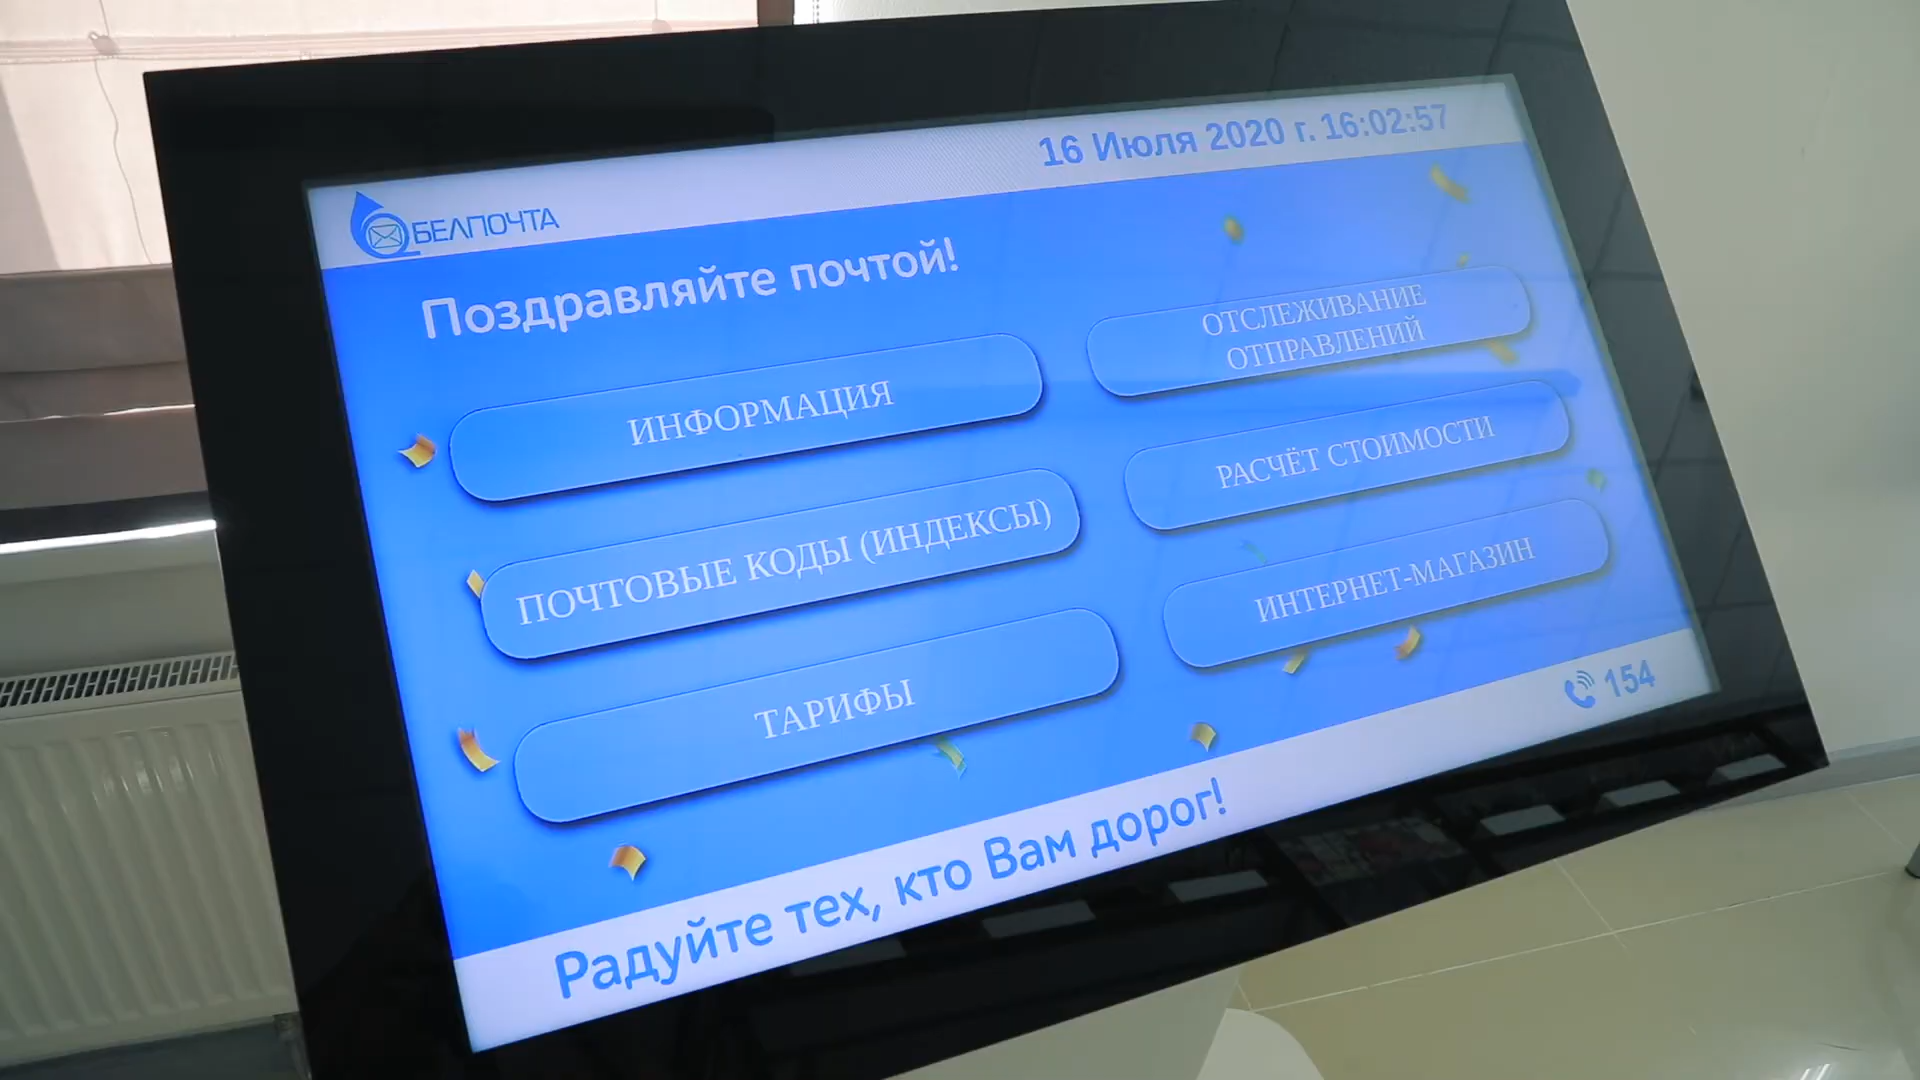 16 Июля 2020 г. 16:02:57
БЕЛПОЧТА
Поздравляйте почтой!
ИНФОРМАЦИЯ
ПОЧТОВЫЕ КОДЫ (ИНДЕКСЫ)
ТАРИФЫ
ОТСЛЕЖИВАНИЕ
ОТПРАВЛЕНИЙ
РАСЧЁТ СТОИМОСТИ
ИНТЕРНЕТ-МАГАЗИН
154
Радуйте тех, кто Вам дорог!